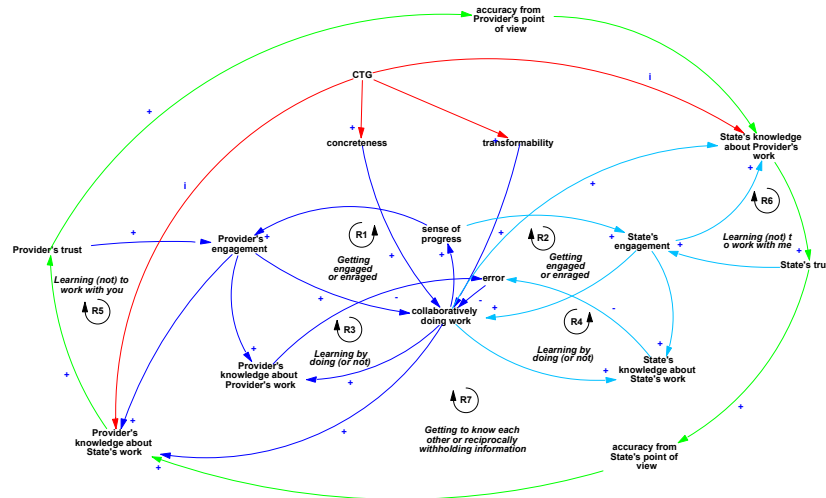 accuracy from
Provider's point
of view
+
CTG
i
+
+
+
State's knowledge
about Provider's
work
concreteness
transformability
+
i
+
R6
R1
sense of
progress
R2
Provider's
engagement
+
+
State's
engagement
+
Learning (not) t
o work with me
Provider's trust
+
+
+
+
+
State's tru
Getting
engaged
or enraged
Getting
engaged
or enraged
error
Learning (not) to
work with you
R5
+
-
-
+
collaboratively
doing work
+
-
R3
R4
Learning by
doing (or not)
Learning by
doing (or not)
+
+
Provider's
knowledge about
Provider's work
+
+
State's
knowledge about
State's work
+
+
R7
+
Getting to know each
other or reciprocally
withholding information
+
+
Provider's
knowledge about
State's work
+
+
accuracy from
State's point of
view
+